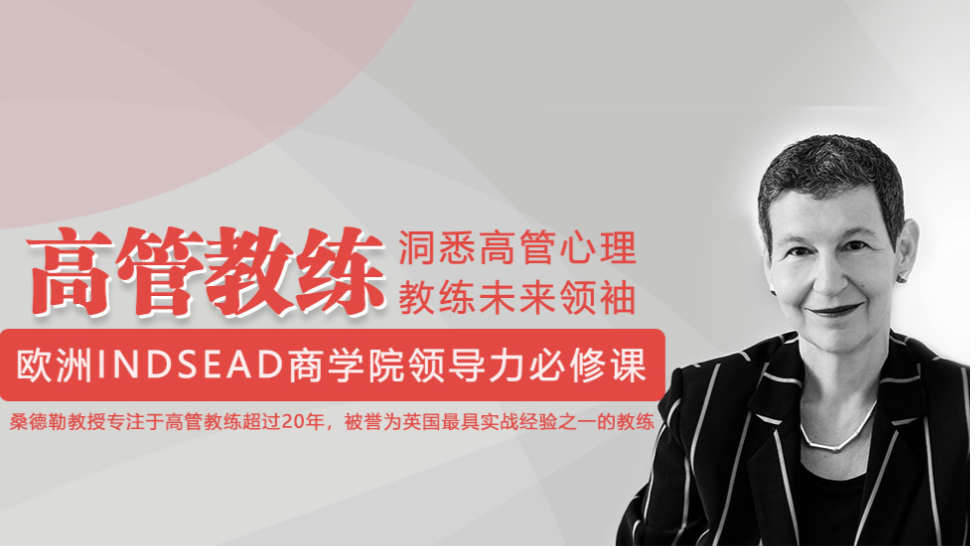 高管教练
洞悉高管心理
教练未来领袖
欧洲INDSEAD商学院领导力必修课
桑德勒教授专注于高管教练超过20年，被誉为英国最具实战经验之一的教练